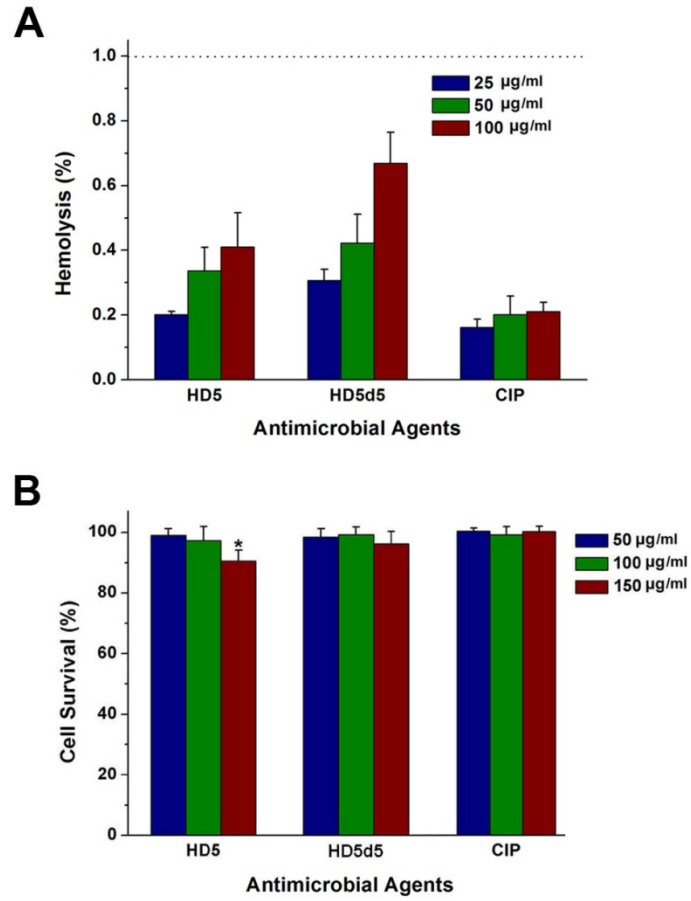 A
1.0
0.8
0.6
0.4
0.2
0.0
Hemolysis (%)
25 µg/ml
50 µg/ml
100 µg/ml
HD5 HD5d5 CIP
Antimicrobial Agents
B
100
80
60
40
20
0
Cell Survival (%)
*
50 µg/ml
100 µg/ml
150 µg/ml
HD5 HD5d5 CIP
Antimicrobial Agents